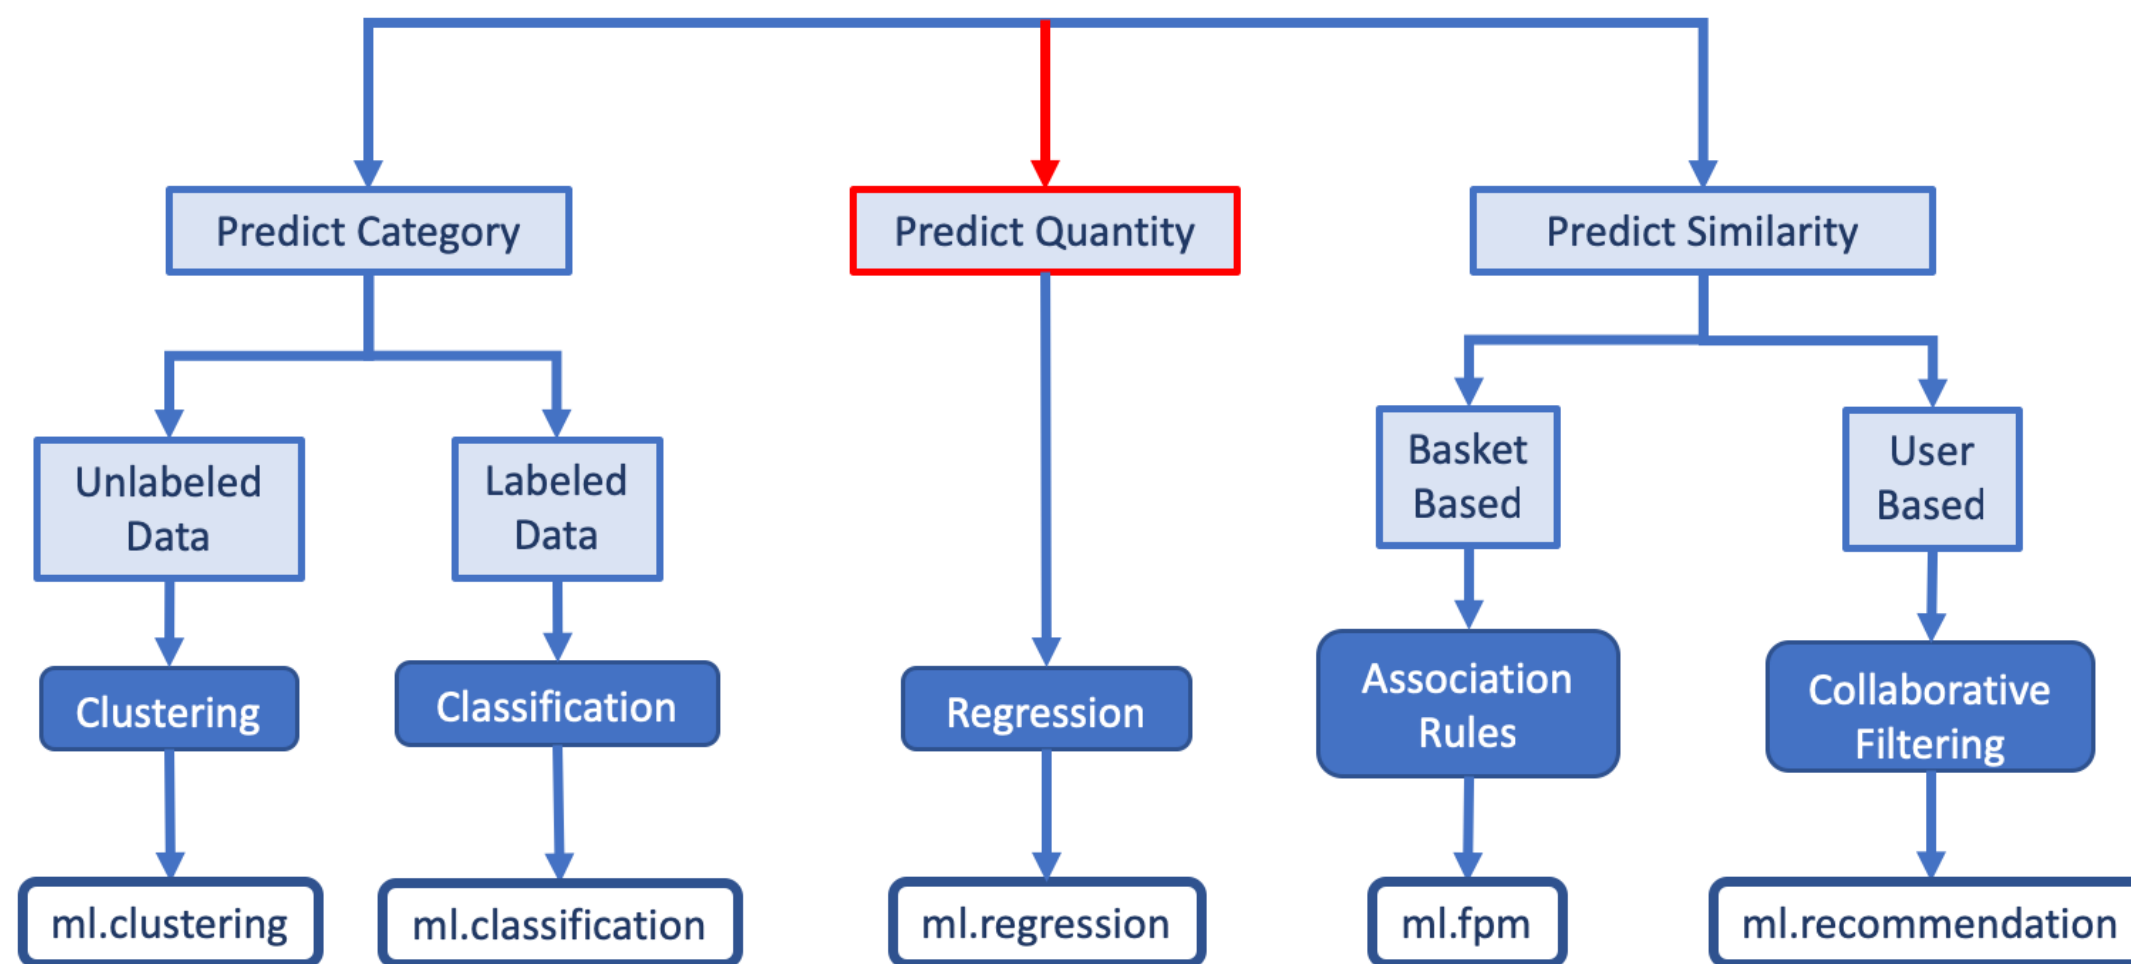 Predict Category
Predict Quantity
Predict Similarity
Unlabeled
Data
Labeled
Data
Basket
Based
User
Based
Clustering
Classification
Regression
Association
Rules
Collaborative
Filtering
ml.clustering
ml.classification
ml.regression
ml.fpm
ml.recommendation